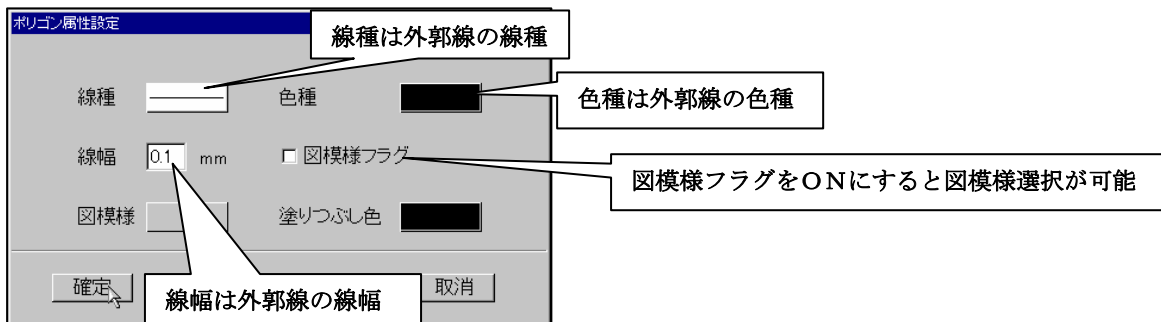 ポリゴン属性設定
線種は外郭線の線種
線種
色種
色種は外郭線の色種
線幅 0.1 mm
図模様フラグ
図模様フラグをＯＮにすると図模様選択が可能
図模様
塗りつぶし色
確定
線幅は外郭線の線幅
取消